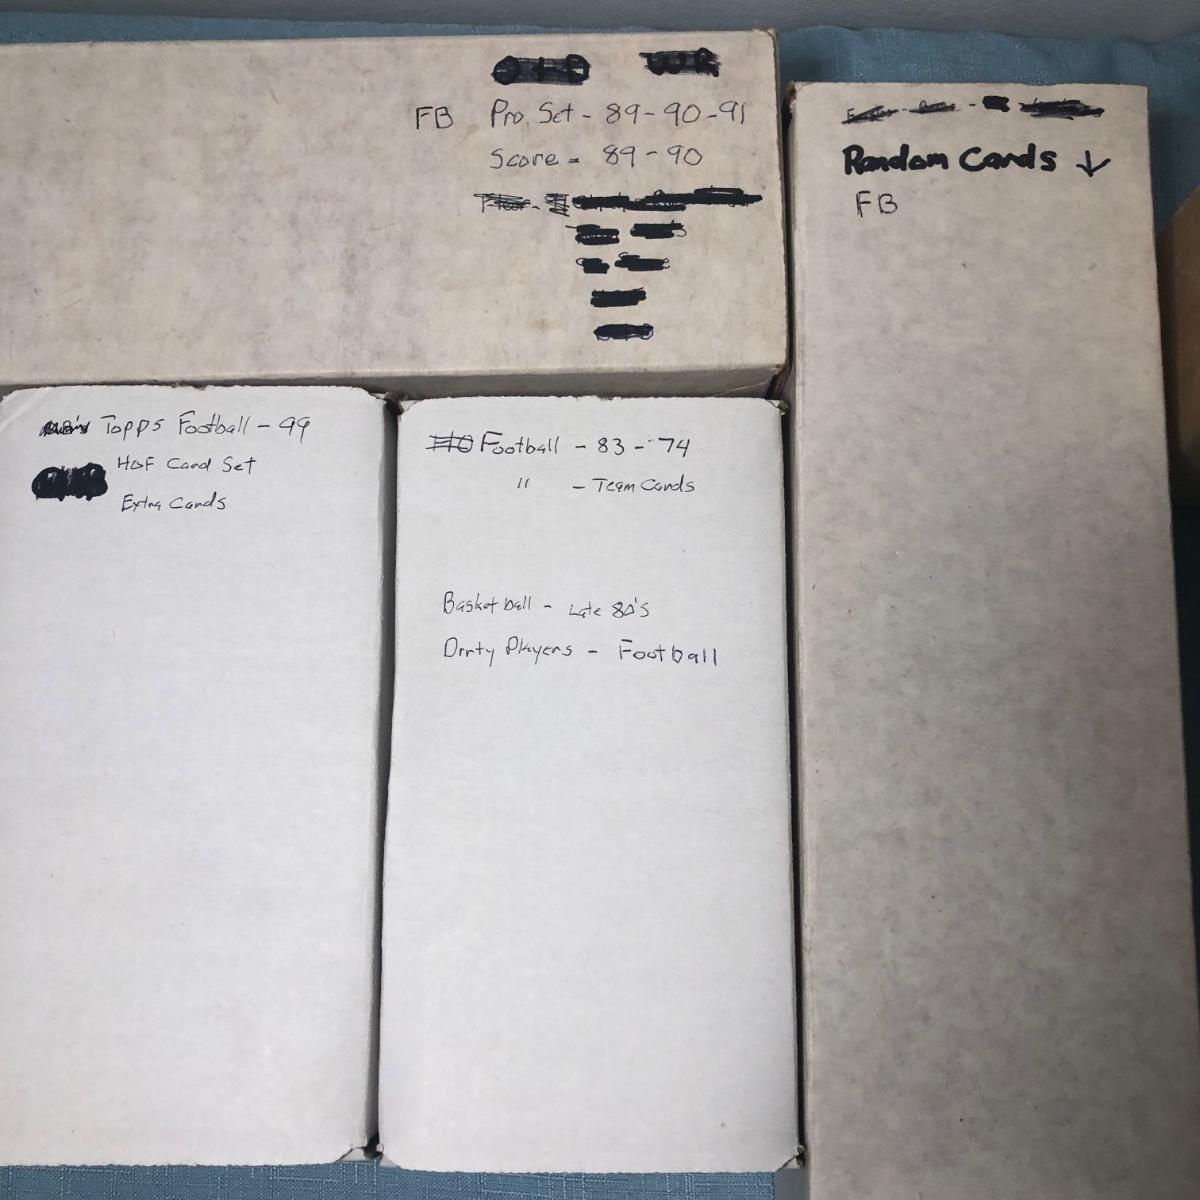 FB Pro Set - 89-90-91
Score - 89-90
Random Cards ↓
FB
Topps Football - 99
HOF Card Set
Extra Cards
Football - 83 - 74
" - Team Cards
Basketball - Late 80's
Dirty Players - Football